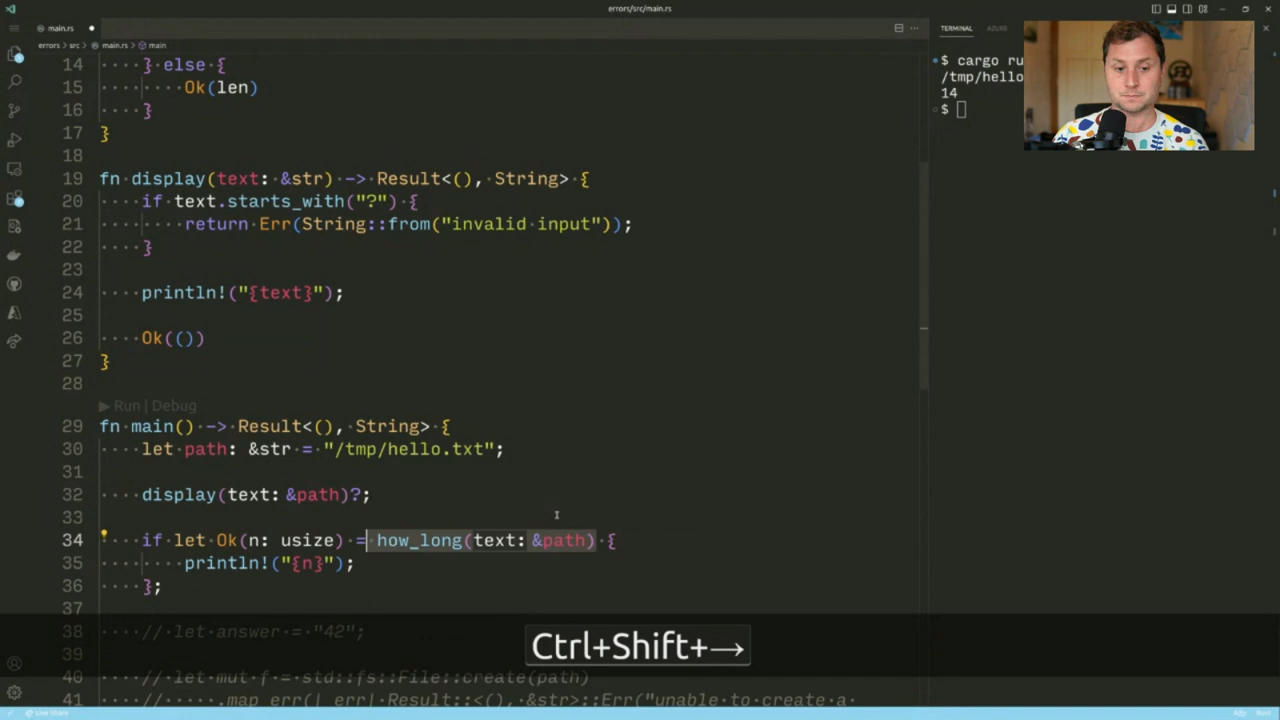 errors/src/main.rs
main.rs
errors > src > main.rs > main
14 ····} else {
15 ········Ok(len)
16 ····}
17 }
18
19 fn·display(text: &str)·->·Result<(),·String>·{
20 ····if·text.starts_with("?")·{
21 ········return·Err(String::from("invalid·input"));
22 ····}
23
24 ····println!("{text}");
25
26 ····Ok(())
27 }
28
▶ Run | Debug
29 fn·main()·->·Result<(),·String>·{
30 ····let·path: &str·=·"/tmp/hello.txt";
31
32 ····display(text: &path)?;
33
34 ····if·let·Ok(n: usize)·=·how_long(text: &path)·{
35 ········println!("{n}");
36 ····};
37
38 ····//·let·answer·=·"42";
39
40 ····//·let·mut·f·=·std::fs::File::create(path)
41 ····//·····.map_err(|_err|·Result::<(),·&str>::Err("unable·to·create·a·
Ctrl+Shift+→
TERMINAL AZURE
$ cargo ru
/tmp/hello
14
$
Live Share
Rust